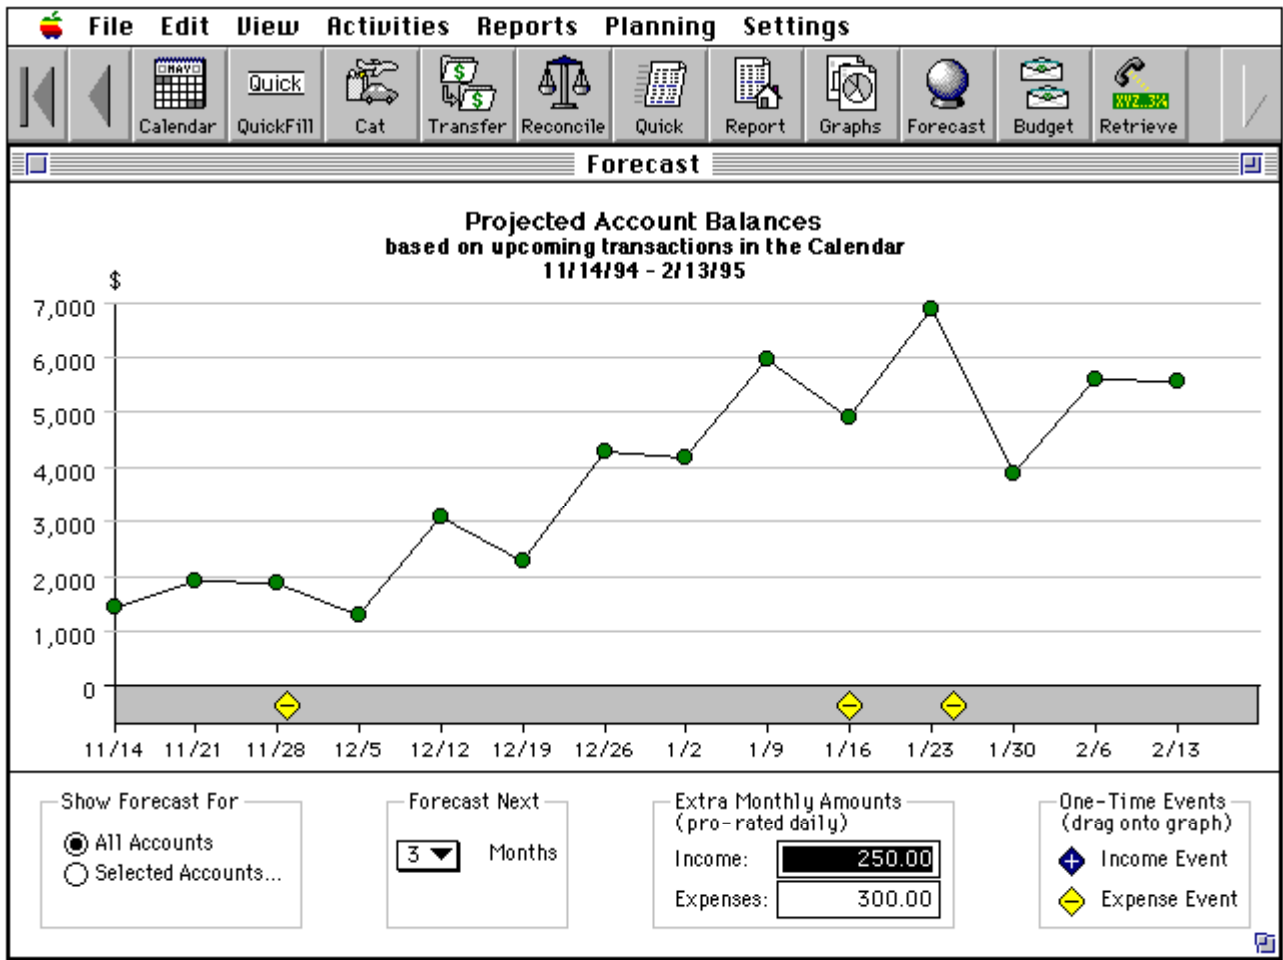 File Edit View Activities Reports Planning Settings
Quick
Calendar QuickFill Cat Transfer Reconcile Quick Report Graphs Forecast Budget Retrieve
MAY
$
$
XYZ..3¾
Forecast
Projected Account Balances
based on upcoming transactions in the Calendar
11/14/94 - 2/13/95
$
7,000
6,000
5,000
4,000
3,000
2,000
1,000
0
11/14 11/21 11/28 12/5 12/12 12/19 12/26 1/2 1/9 1/16 1/23 1/30 2/6 2/13
Show Forecast For
All Accounts
Selected Accounts...
Forecast Next
3 Months
Extra Monthly Amounts
(pro-rated daily)
Income: 250.00
Expenses: 300.00
One-Time Events
(drag onto graph)
Income Event
Expense Event